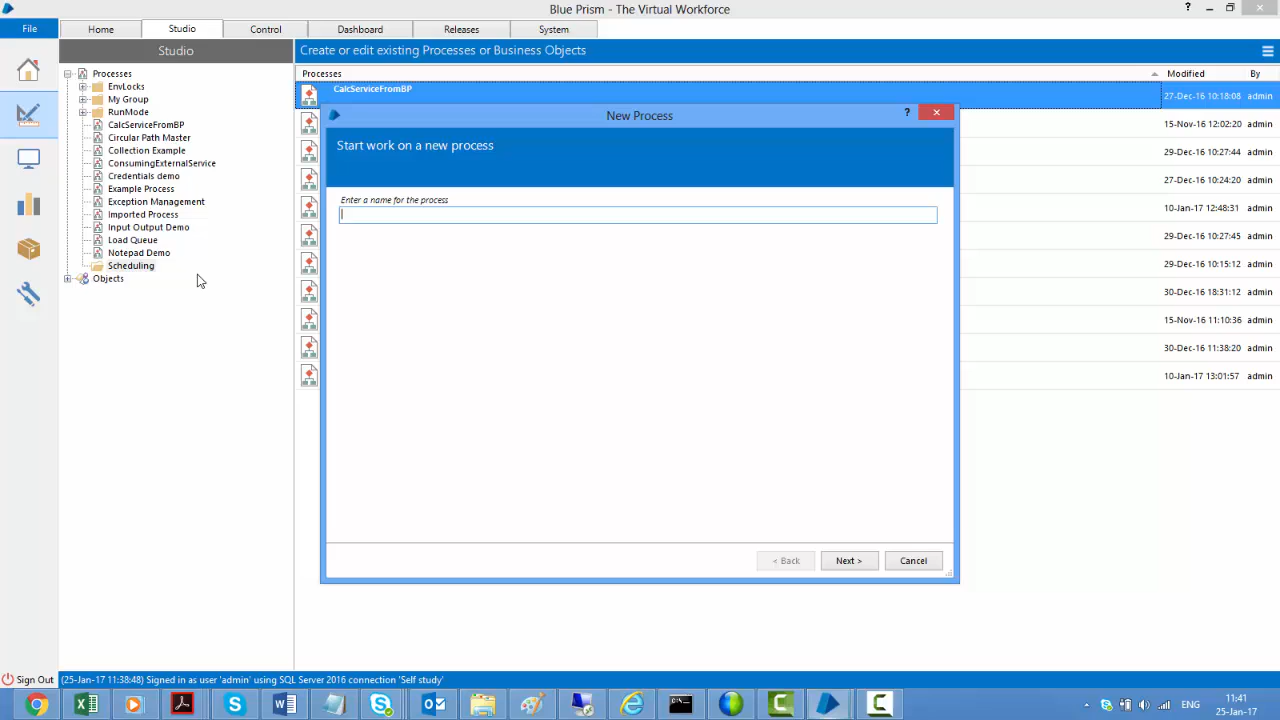 Blue Prism - The Virtual Workforce
?
File
Home
Studio
Control
Dashboard
Releases
System
Studio
Create or edit existing Processes or Business Objects
Processes
EnvLocks
My Group
RunMode
CalcServiceFromBP
Circular Path Master
Collection Example
ConsumingExternalService
Credentials demo
Example Process
Exception Management
Imported Process
Input Output Demo
Load Queue
Notepad Demo
Scheduling
Objects
Processes
Modified
By
CalcServiceFromBP
27-Dec-16 10:18:08 admin
15-Nov-16 12:02:20 admin
29-Dec-16 10:27:44 admin
27-Dec-16 10:24:20 admin
10-Jan-17 12:48:31 admin
29-Dec-16 10:27:45 admin
29-Dec-16 10:15:12 admin
30-Dec-16 18:31:12 admin
15-Nov-16 11:10:36 admin
30-Dec-16 11:38:20 admin
10-Jan-17 13:01:57 admin
New Process
?
Start work on a new process
Enter a name for the process
< Back
Next >
Cancel
Sign Out
(25-Jan-17 11:38:48) Signed in as user 'admin' using SQL Server 2016 connection 'Self study'
ENG
11:41
25-Jan-17